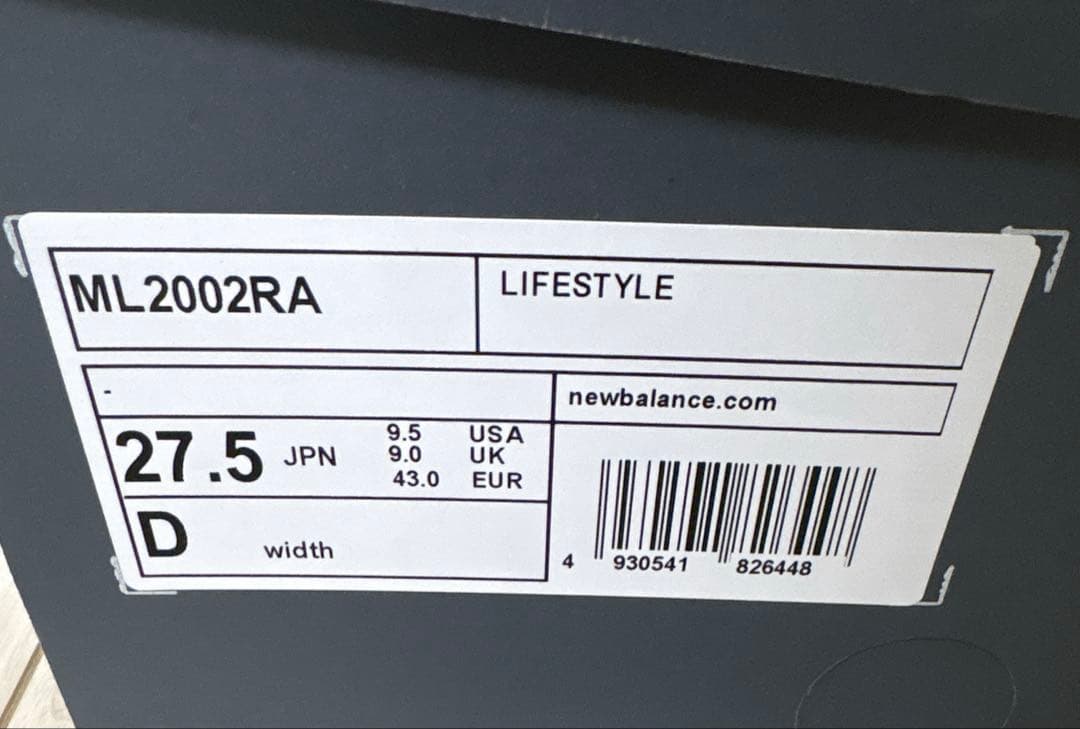 ML2002RA
LIFESTYLE
-
newbalance.com
27.5 JPN
9.5 USA
9.0 UK
43.0 EUR
D width
4 930541 826448